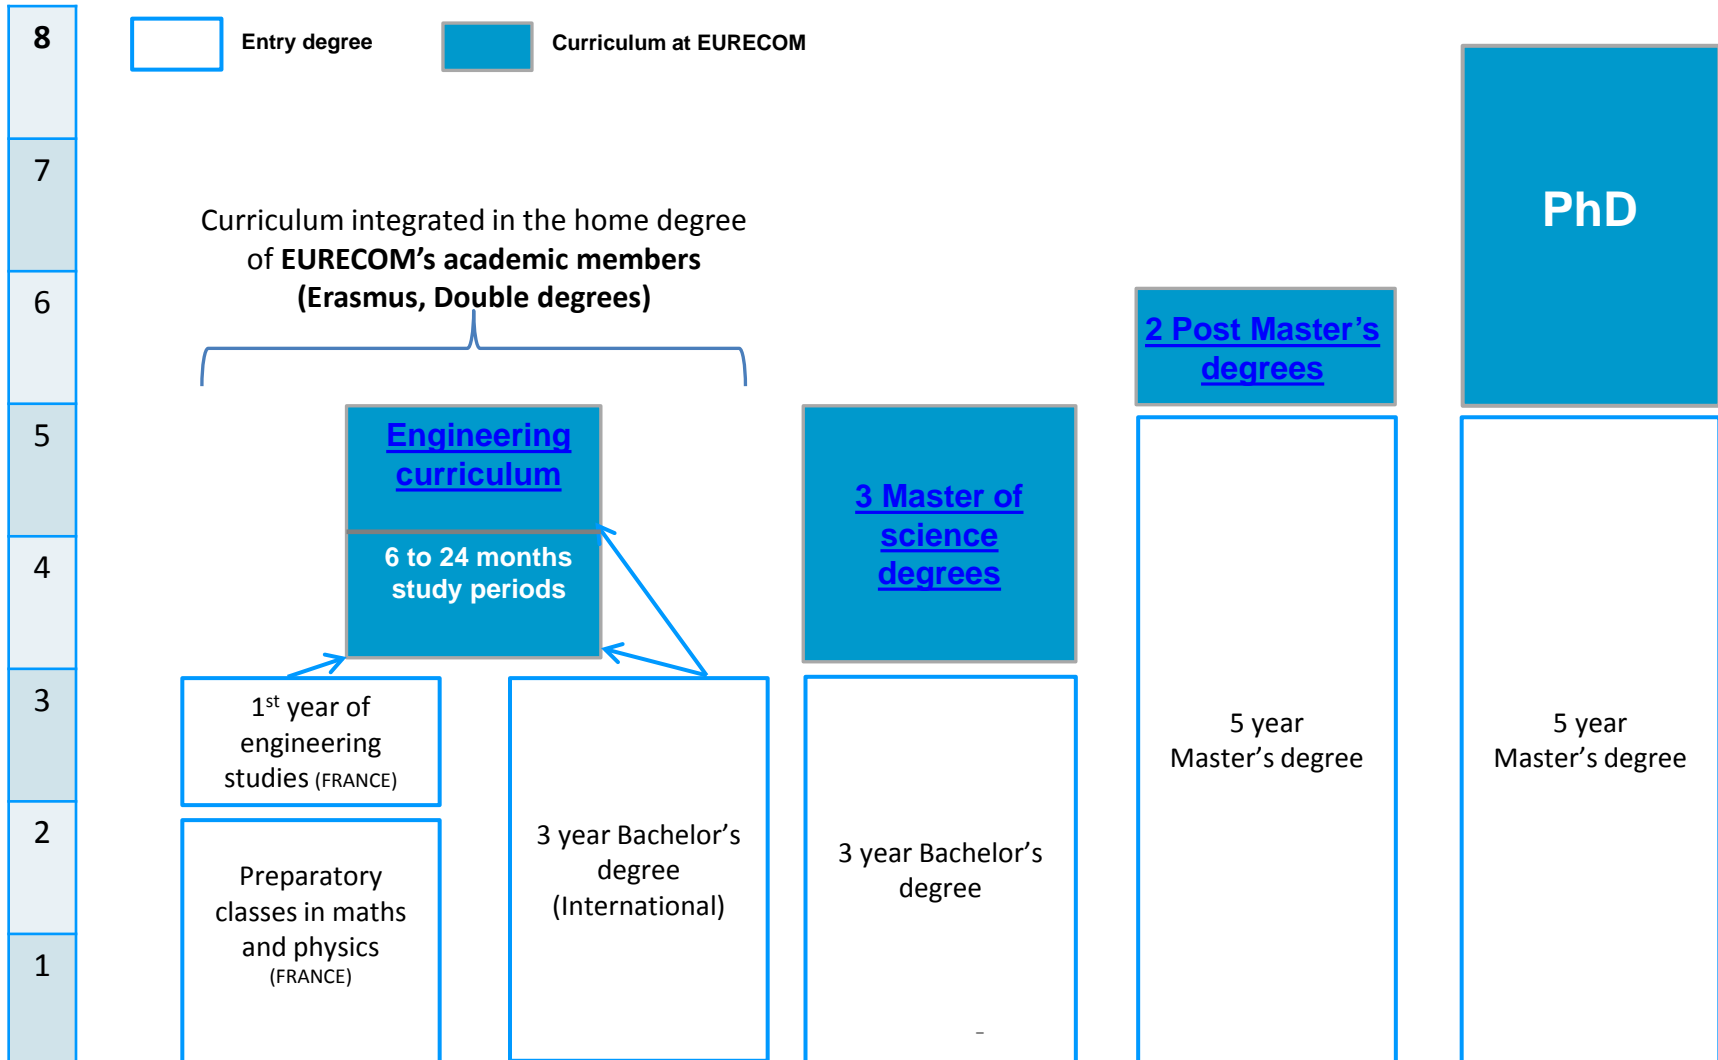 8
Entry degree
Curriculum at EURECOM
7
PhD
Curriculum integrated in the home degree
of EURECOM’s academic members
(Erasmus, Double degrees)
6
2 Post Master’s
degrees
5
Engineering
curriculum
3 Master of
science
degrees
4
6 to 24 months
study periods
3
1st year of
engineering
studies (FRANCE)
5 year
Master’s degree
5 year
Master’s degree
2
3 year Bachelor’s
degree
(International)
3 year Bachelor’s
degree
Preparatory
classes in maths
and physics
(FRANCE)
1